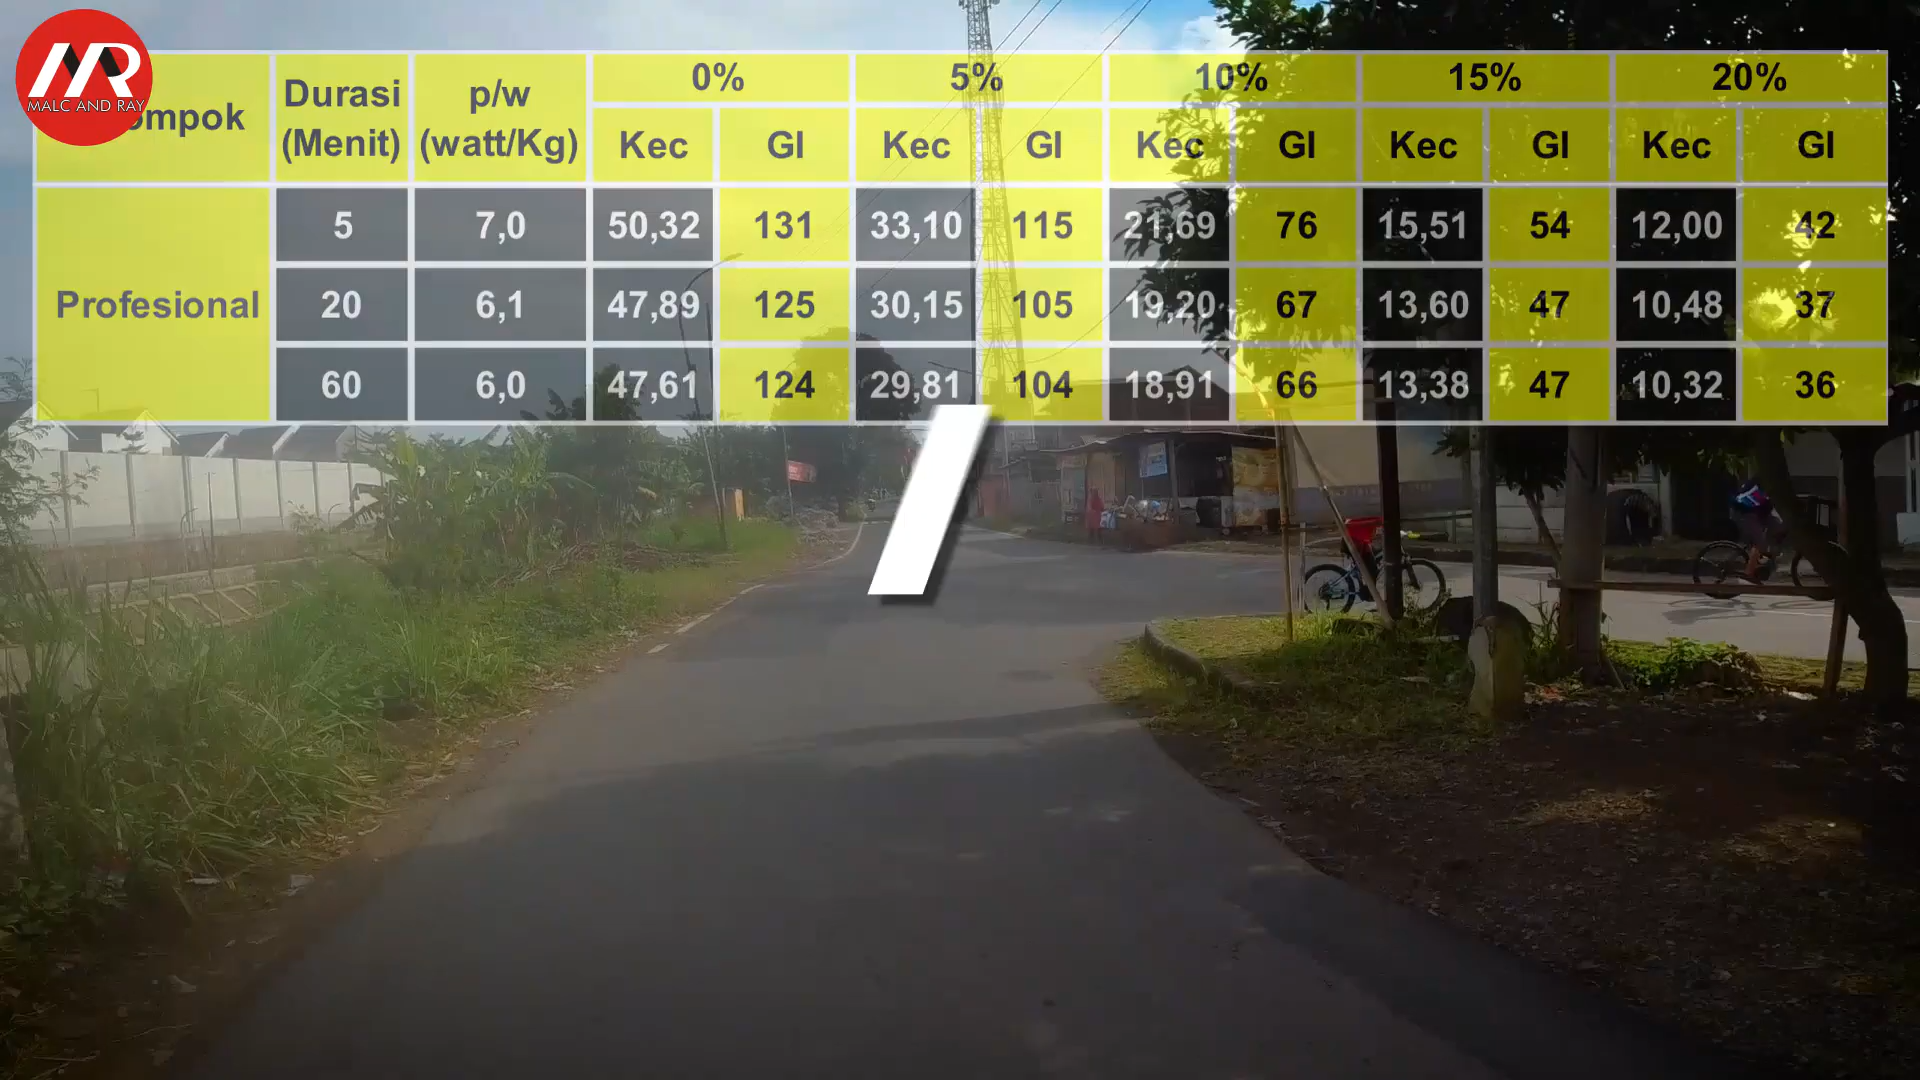 MALC AND RAY
Durasi (Menit) p/w (watt/Kg) 0% 5% 10% 15% 20%
Kec GI Kec GI Kec GI Kec GI Kec GI
Profesional
5 7,0 50,32 131 33,10 115 21,69 76 15,51 54 12,00 42
20 6,1 47,89 125 30,15 105 19,20 67 13,60 47 10,48 37
60 6,0 47,61 124 29,81 104 18,91 66 13,38 47 10,32 36